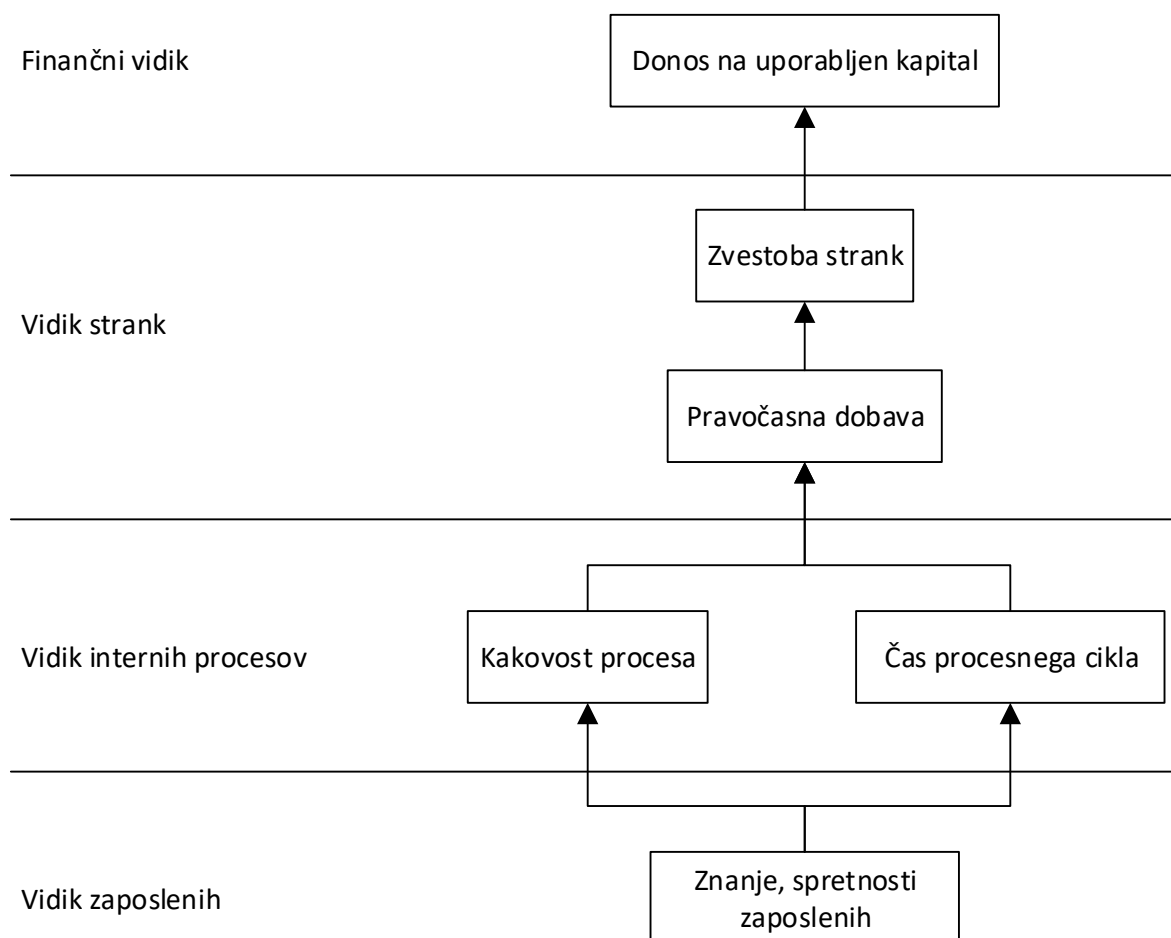 Finančni vidik
Donos na uporabljen kapital
Zvestoba strank
Vidik strank
Pravočasna dobava
Vidik internih procesov
Kakovost procesa
Čas procesnega cikla
Vidik zaposlenih
Znanje, spretnosti
zaposlenih